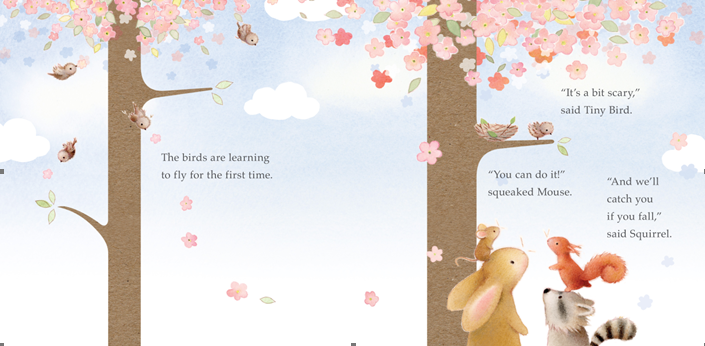 The birds are learning
to fly for the first time.
“It’s a bit scary,”
said Tiny Bird.
“You can do it!”
squeaked Mouse.
“And we’ll
catch you
if you fall,”
said Squirrel.